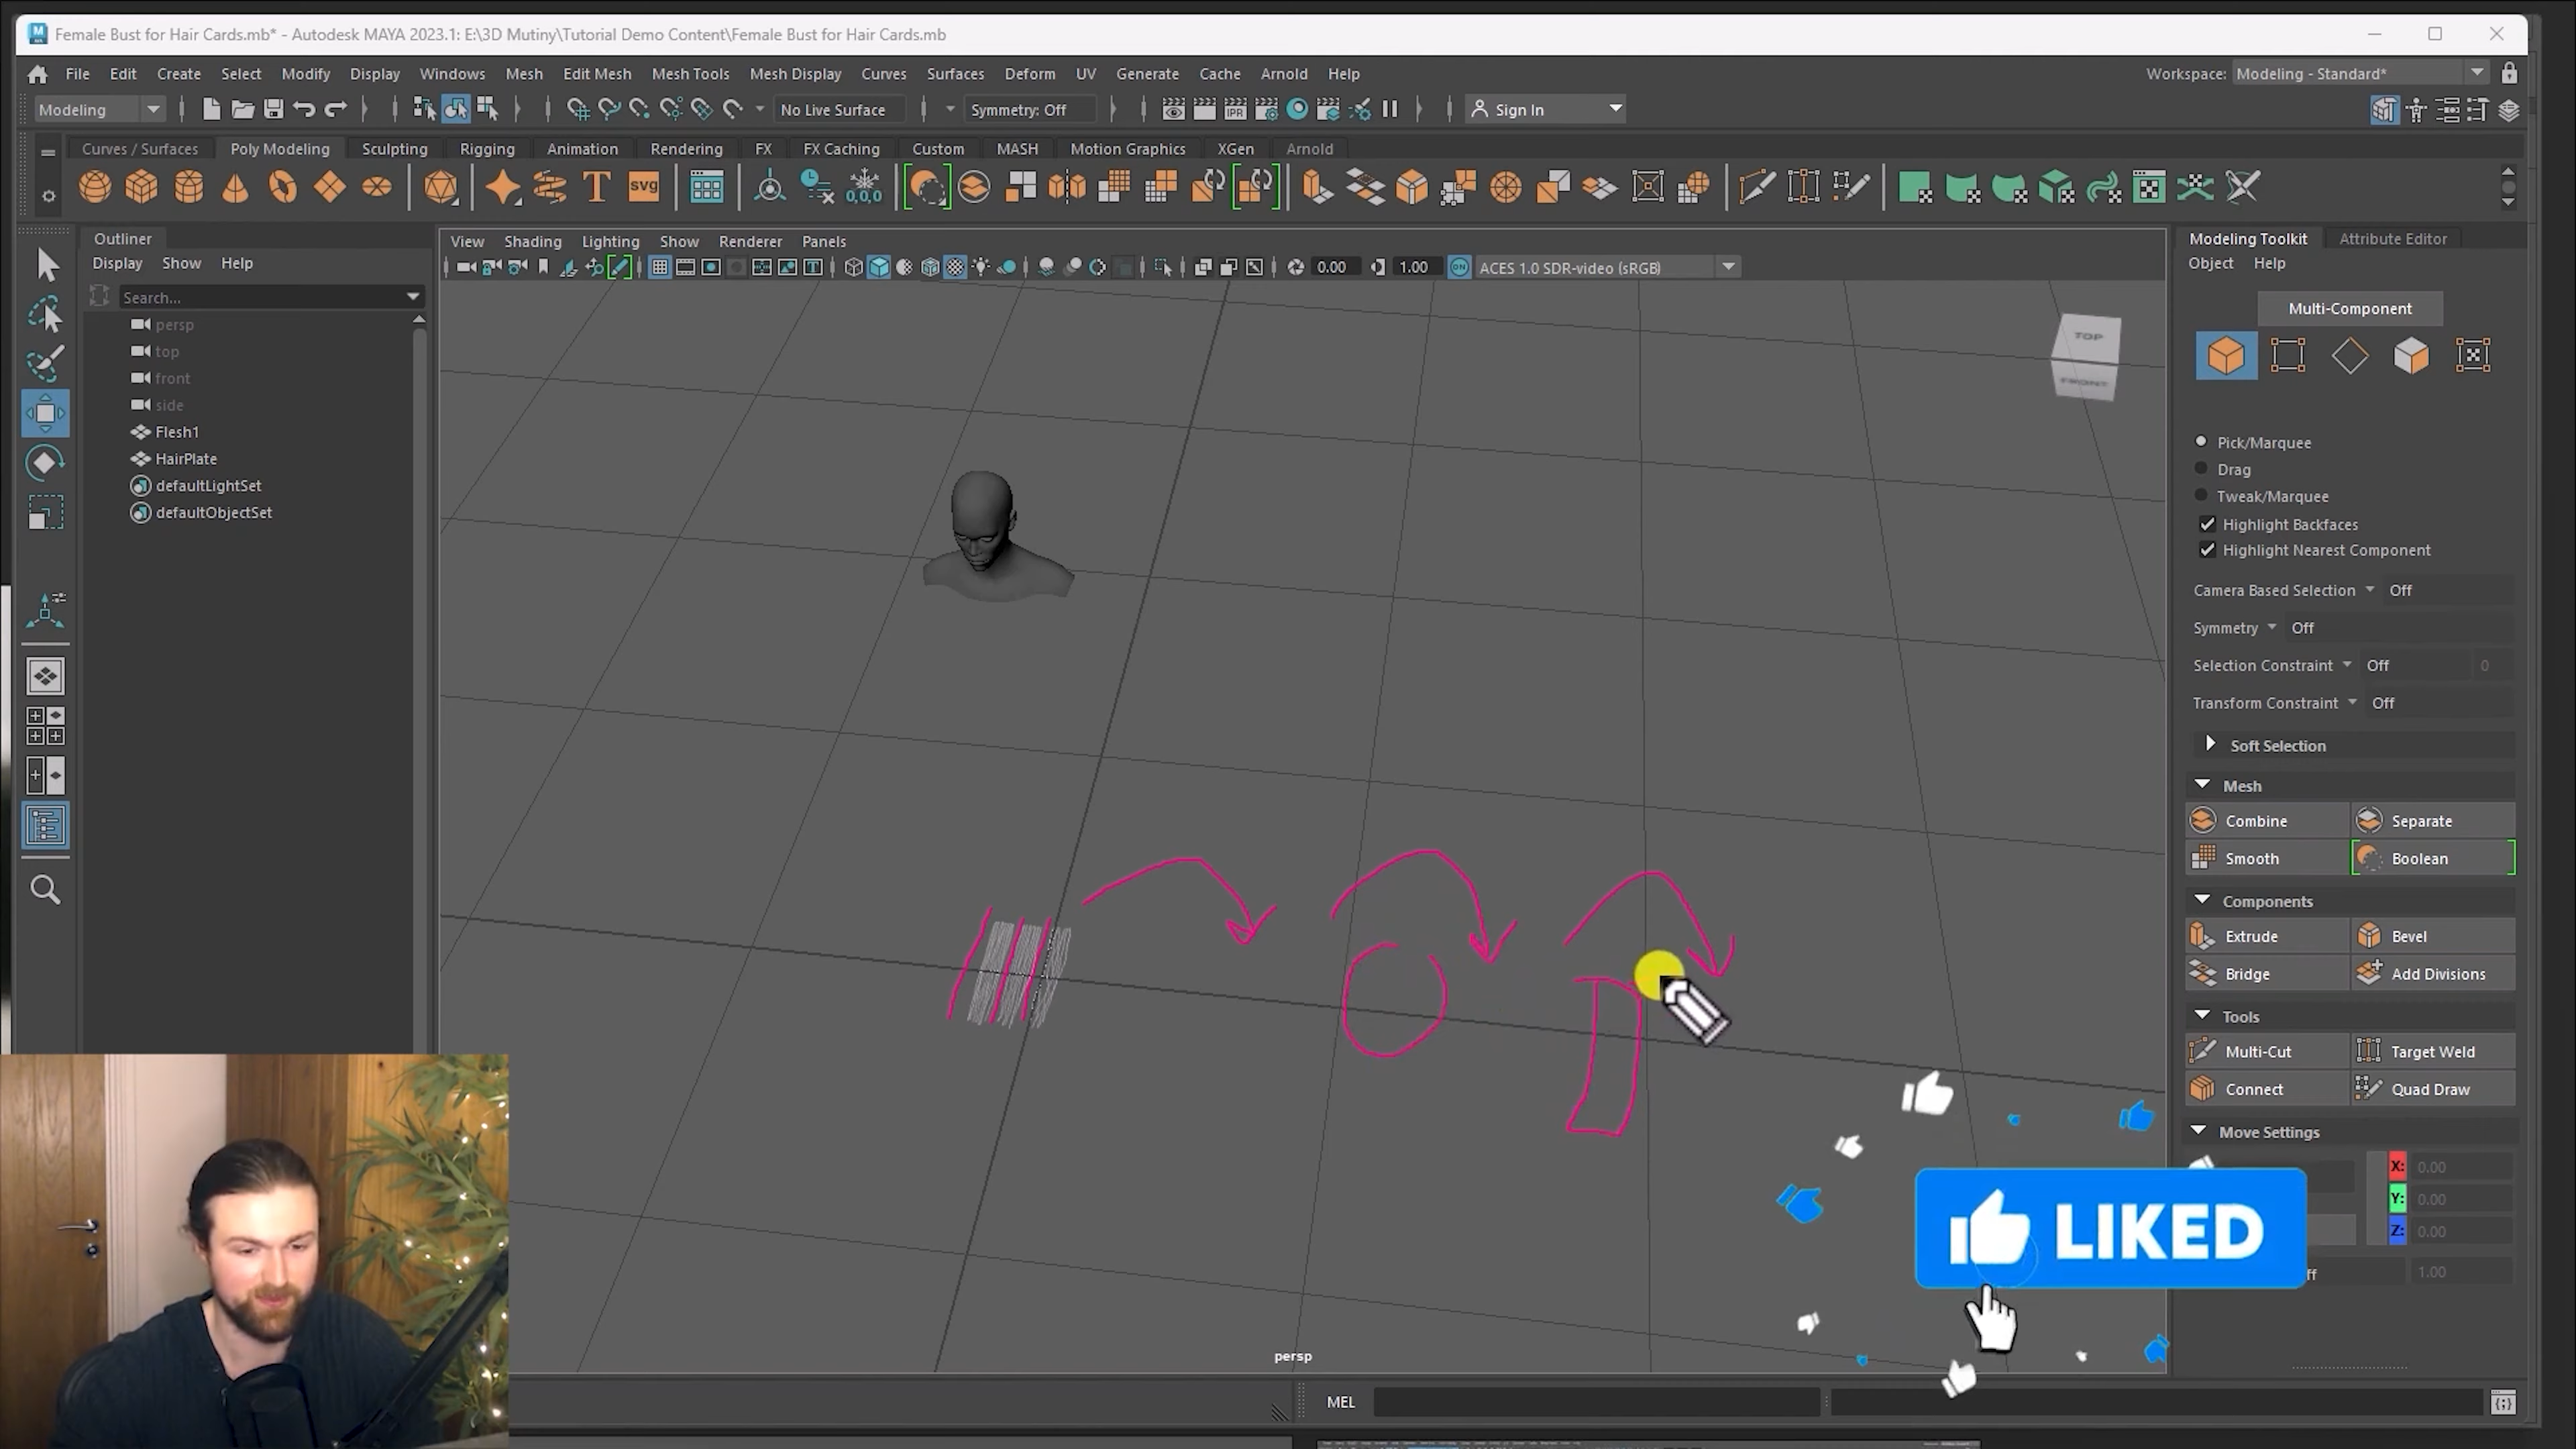 Female Bust for Hair Cards.mb* - Autodesk MAYA 2023.1: E:\3D Mutiny\Tutorial Demo Content\Female Bust for Hair Cards.mb
File Edit Create Select Modify Display Windows Mesh Edit Mesh Mesh Tools Mesh Display Curves Surfaces Deform UV Generate Cache Arnold Help
Workspace: Modeling - Standard*
Modeling
No Live Surface
Symmetry: Off
IPR
Sign In
Curves / Surfaces Poly Modeling Sculpting Rigging Animation Rendering FX FX Caching Custom MASH Motion Graphics XGen Arnold
T
svg
0,0,0
Outliner
Display Show Help
Search...
persp
top
front
side
Flesh1
HairPlate
defaultLightSet
defaultObjectSet
View Shading Lighting Show Renderer Panels
0.00
1.00
ON
ACES 1.0 SDR-video (sRGB)
TOP
FRONT
persp
Modeling Toolkit Attribute Editor
Object Help
Multi-Component
Pick/Marquee
Drag
Tweak/Marquee
Highlight Backfaces
Highlight Nearest Component
Camera Based Selection Off
Symmetry Off
Selection Constraint Off 0
Transform Constraint Off
Soft Selection
Mesh
Combine Separate
Smooth Boolean
Components
Extrude Bevel
Bridge Add Divisions
Tools
Multi-Cut Target Weld
Connect Quad Draw
Move Settings
X: 0.00
Y: 0.00
Z: 0.00
ff 1.00
LIKED
MEL